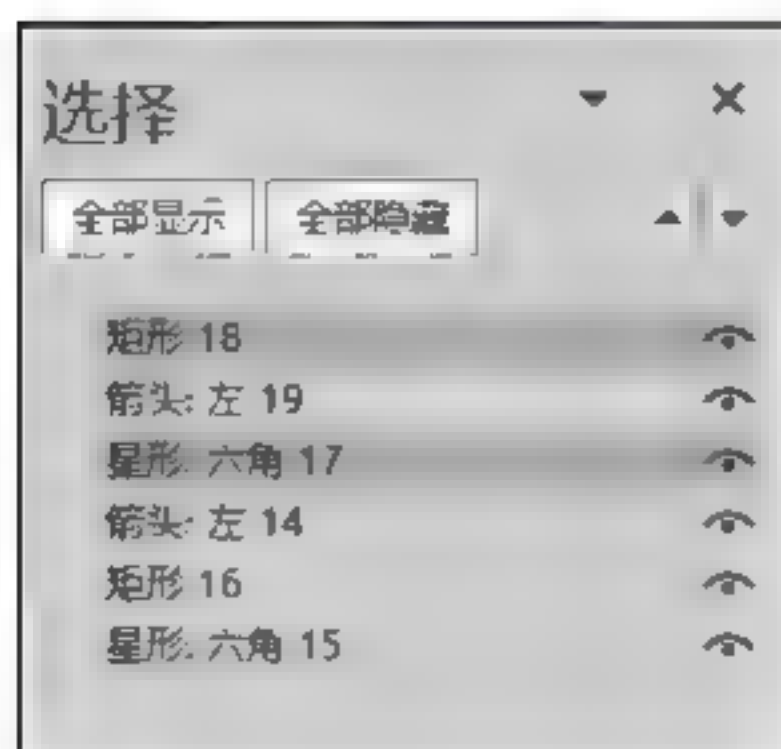 选择
全部显示 全部隐藏
矩形 18
箭头: 左 19
星形: 六角 17
箭头: 左 14
矩形 16
星形: 六角 15